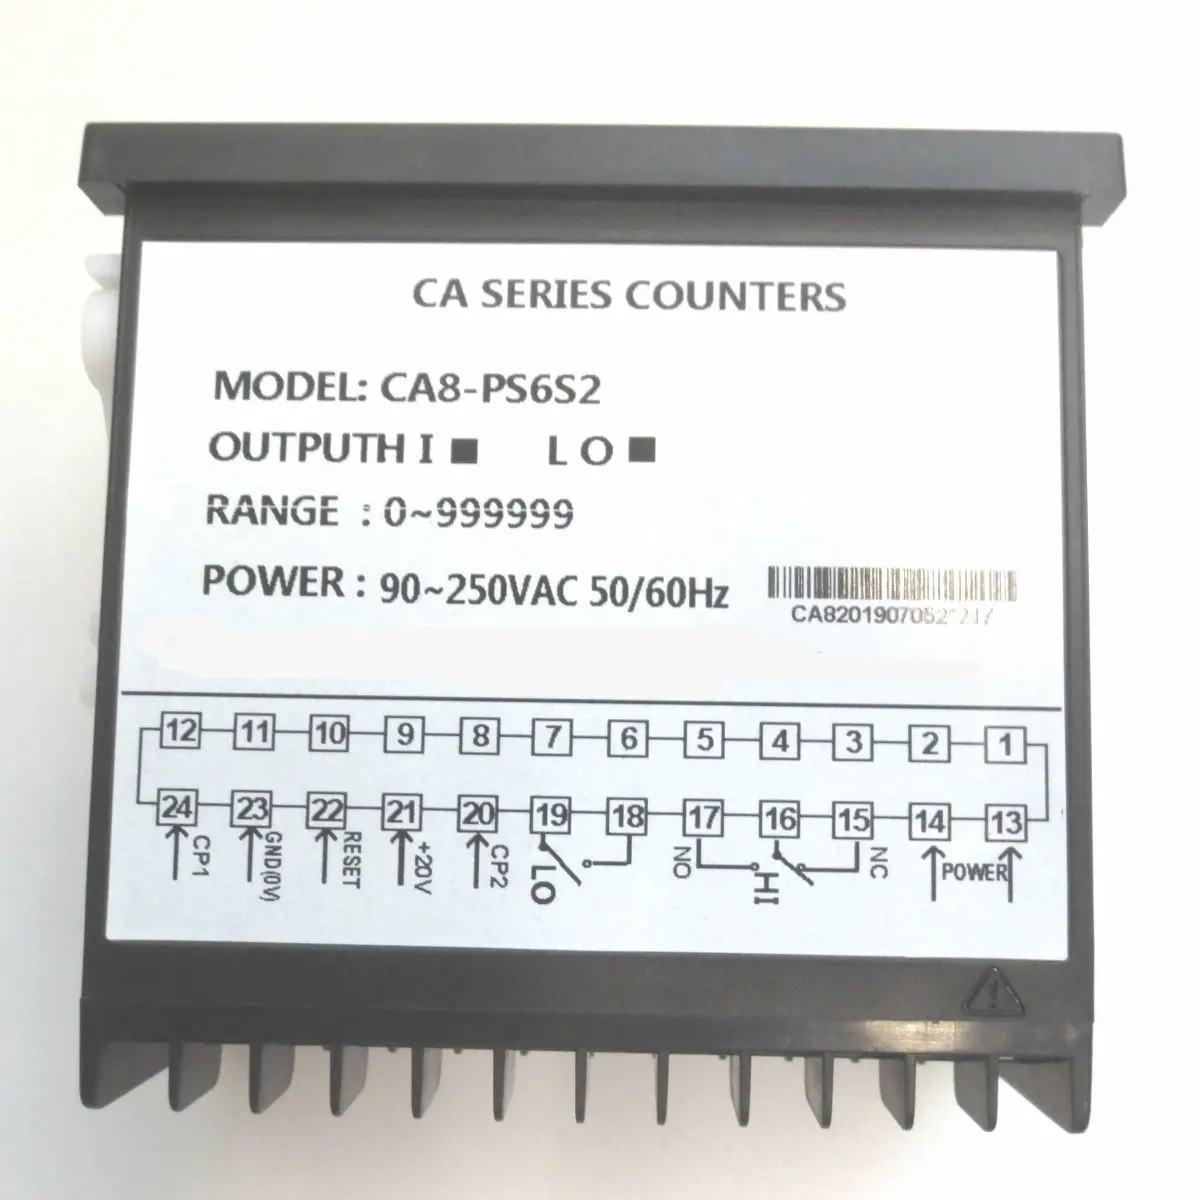 CA SERIES COUNTERS
MODEL: CA8-PS6S2
OUTPUTH I ■ L O ■
RANGE : 0~999999
POWER : 90~250VAC 50/60Hz
12 11 10 9 8 7 6 5 4 3 2 1
24 23 22 21 20 19 18 17 16 15 14 13
CP1 GND(0V) RESET +20V CP2 LO NO HI NC POWER